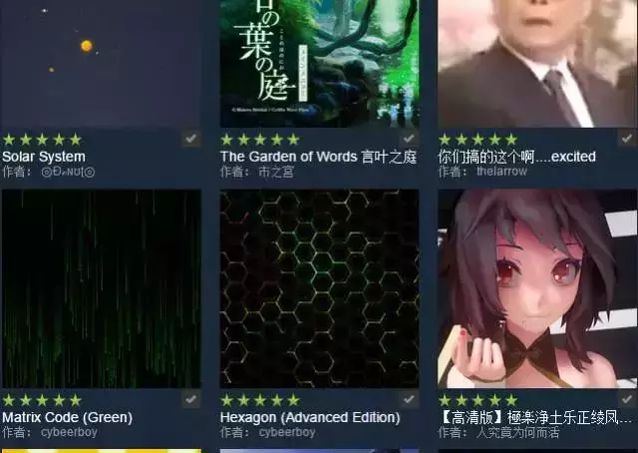 言の葉の庭
Solar System
The Garden of Words 言叶之庭
你们搞的这个啊....excited
作者: 市之宫
作者: thelarrow
Matrix Code (Green)
Hexagon (Advanced Edition)
【高清版】極楽浄土乐正绫凤...
作者: cybeerboy
作者: cybeerboy
作者: 人究竟为何而活